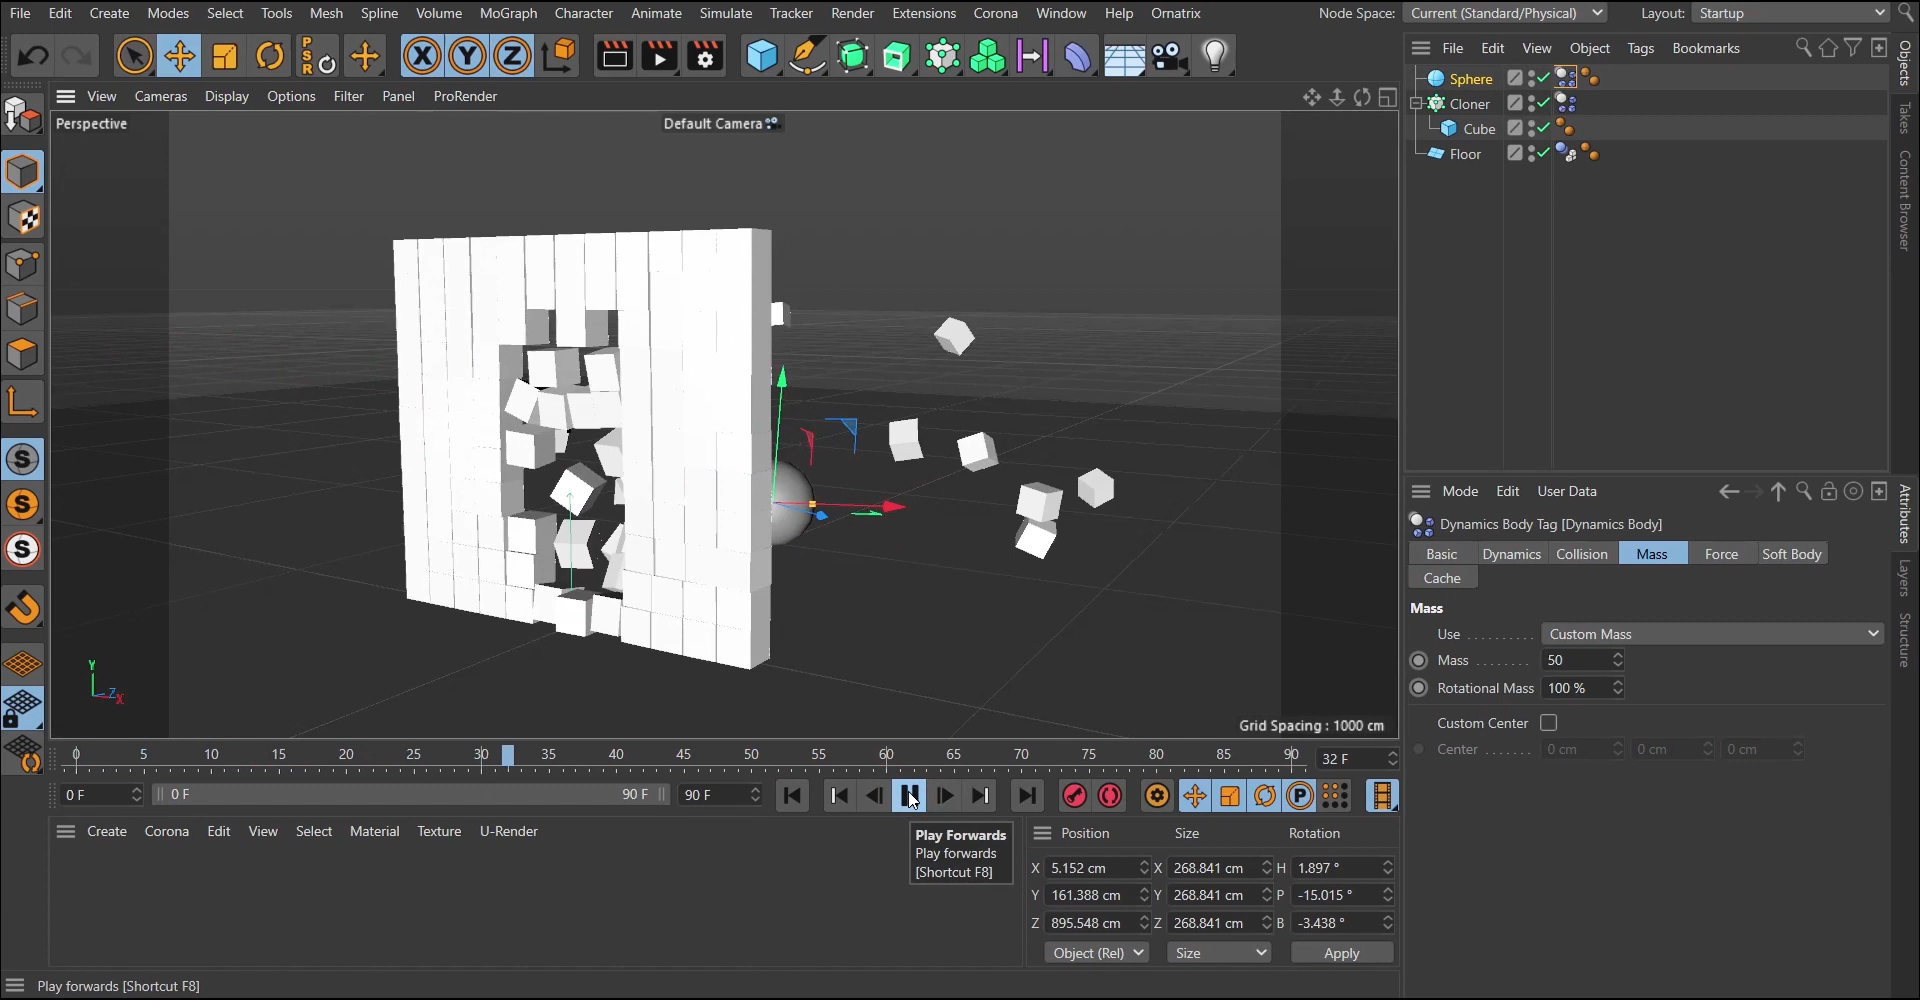 File Edit Create Modes Select Tools Mesh Spline Volume MoGraph Character Animate Simulate Tracker Render Extensions Corona Window Help Ornatrix Node Space: Current (Standard/Physical) Layout: Startup
P
S
R
X Y Z
File Edit View Object Tags Bookmarks
Objects
Takes
Content Browser
Sphere
Cloner
Cube
Floor
View Cameras Display Options Filter Panel ProRender
Perspective
Default Camera
S
S
S
Y
Z
X
Grid Spacing : 1000 cm
Mode Edit User Data
Attributes
Layers
Structure
Dynamics Body Tag [Dynamics Body]
Basic Dynamics Collision Mass Force Soft Body
Cache
Mass
Use . . . . . . . . . . Custom Mass
Mass . . . . . . . . 50
Rotational Mass 100 %
Custom Center
Center . . . . . . . 0 cm 0 cm 0 cm
0 5 10 15 20 25 30 35 40 45 50 55 60 65 70 75 80 85 90 32 F
0 F 0 F 90 F 90 F P
Create Corona Edit View Select Material Texture U-Render
Play Forwards
Play forwards
[Shortcut F8]
Position Size Rotation
X 5.152 cm X 268.841 cm H 1.897 °
Y 161.388 cm Y 268.841 cm P -15.015 °
Z 895.548 cm Z 268.841 cm B -3.438 °
Object (Rel) Size Apply
Play forwards [Shortcut F8]